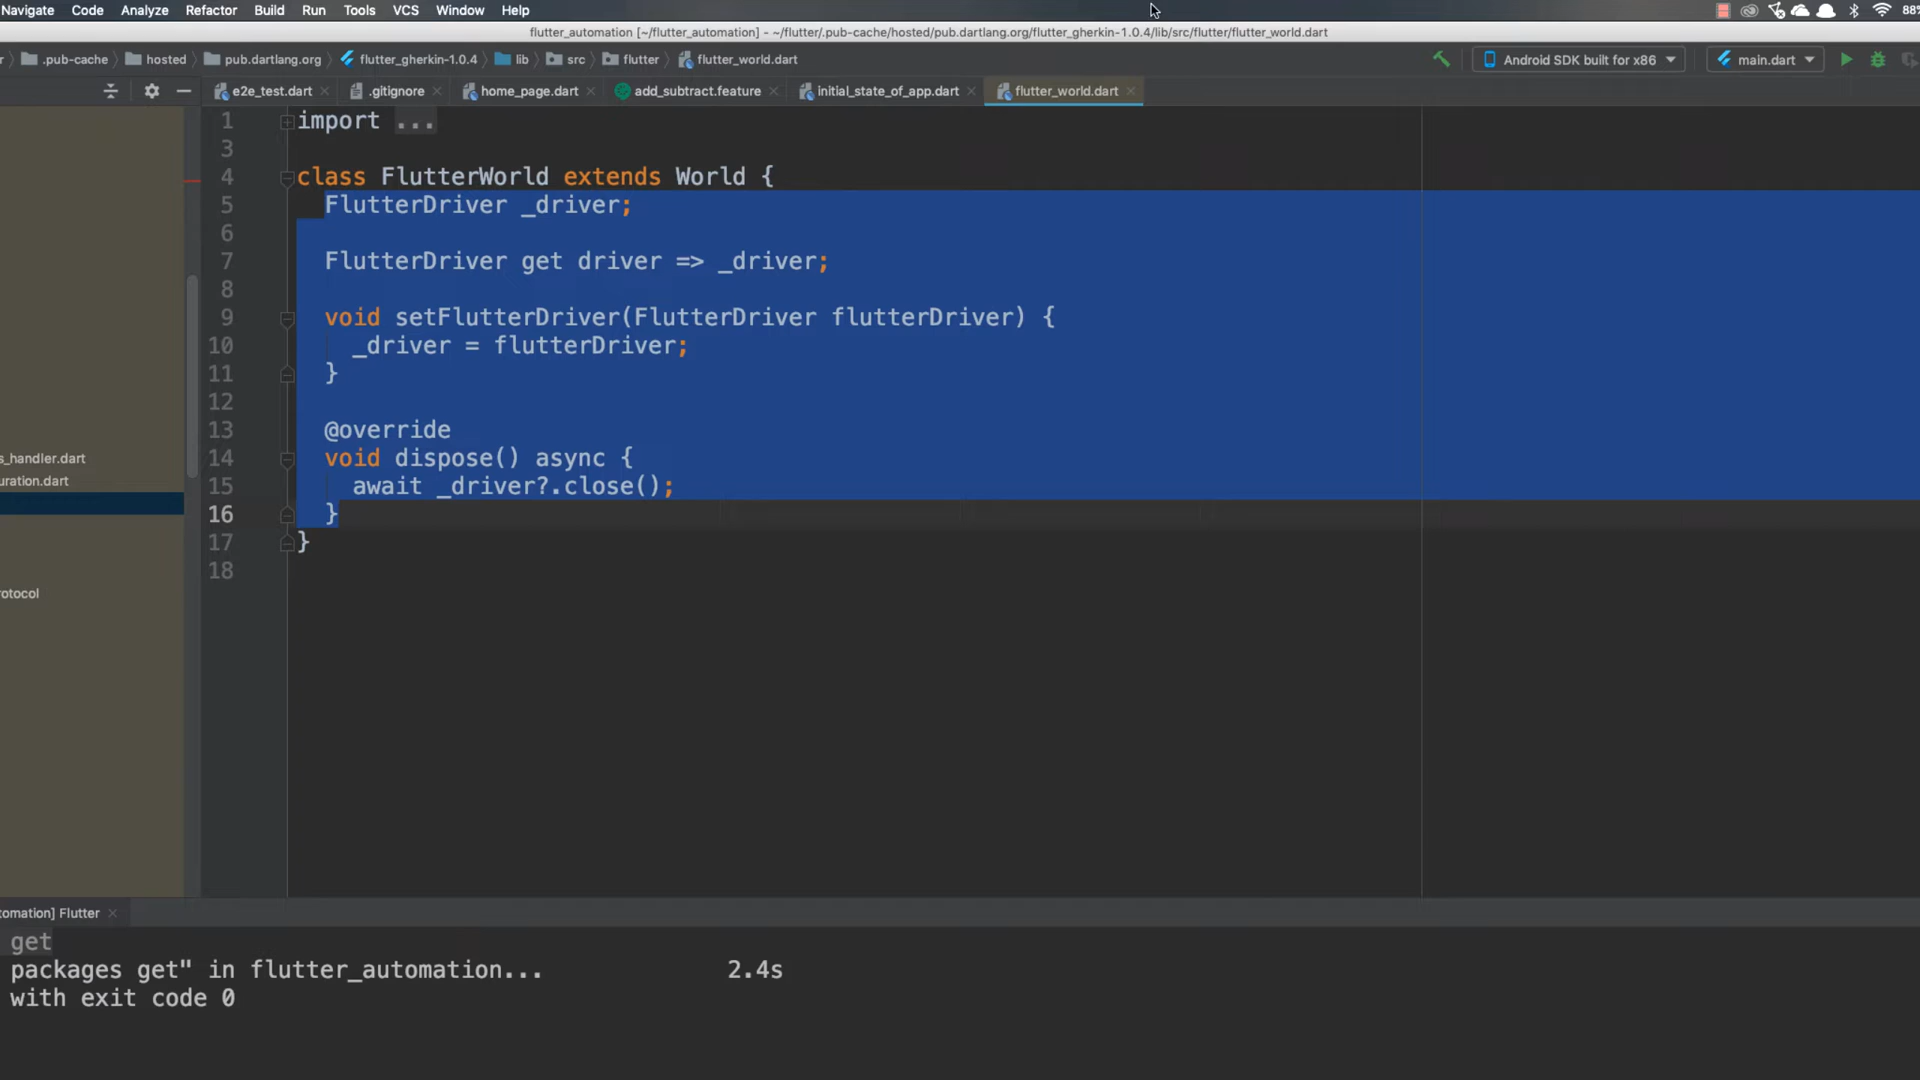 Navigate Code Analyze Refactor Build Run Tools VCS Window Help 88%
flutter_automation [~/flutter_automation] - ~/flutter/.pub-cache/hosted/pub.dartlang.org/flutter_gherkin-1.0.4/lib/src/flutter/flutter_world.dart
.pub-cache hosted pub.dartlang.org flutter_gherkin-1.0.4 lib src flutter flutter_world.dart Android SDK built for x86 main.dart
e2e_test.dart .gitignore home_page.dart add_subtract.feature initial_state_of_app.dart flutter_world.dart
1 import ...
3
4 class FlutterWorld extends World {
5 FlutterDriver _driver;
6
7 FlutterDriver get driver => _driver;
8
9 void setFlutterDriver(FlutterDriver flutterDriver) {
10 _driver = flutterDriver;
11 }
12
13 @override
14 void dispose() async {
15 await _driver?.close();
16 }
17 }
18
s_handler.dart
uration.dart
otocol
omation] Flutter
get
packages get" in flutter_automation... 2.4s
with exit code 0